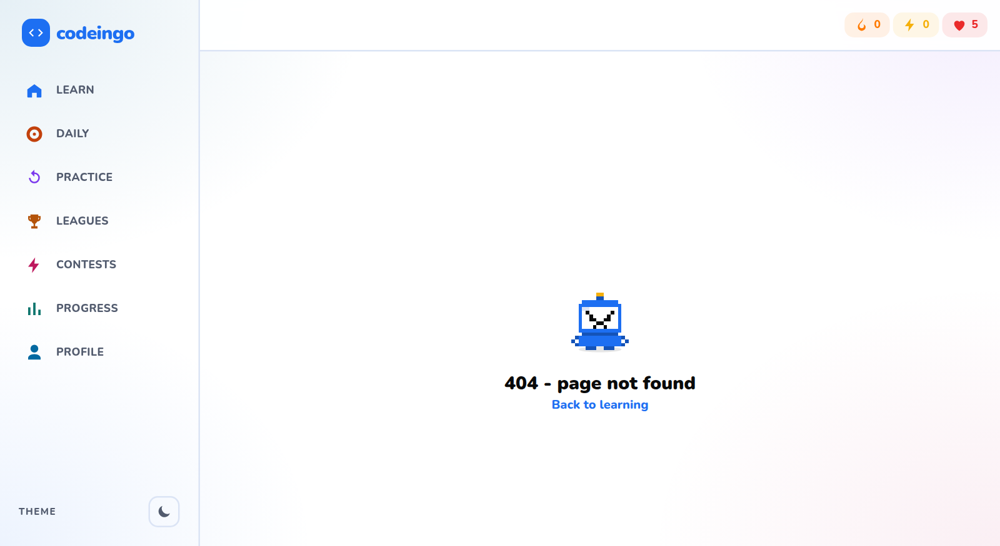 codeingo
0
0
5
LEARN
DAILY
PRACTICE
LEAGUES
CONTESTS
PROGRESS
PROFILE
404 - page not found
Back to learning
THEME